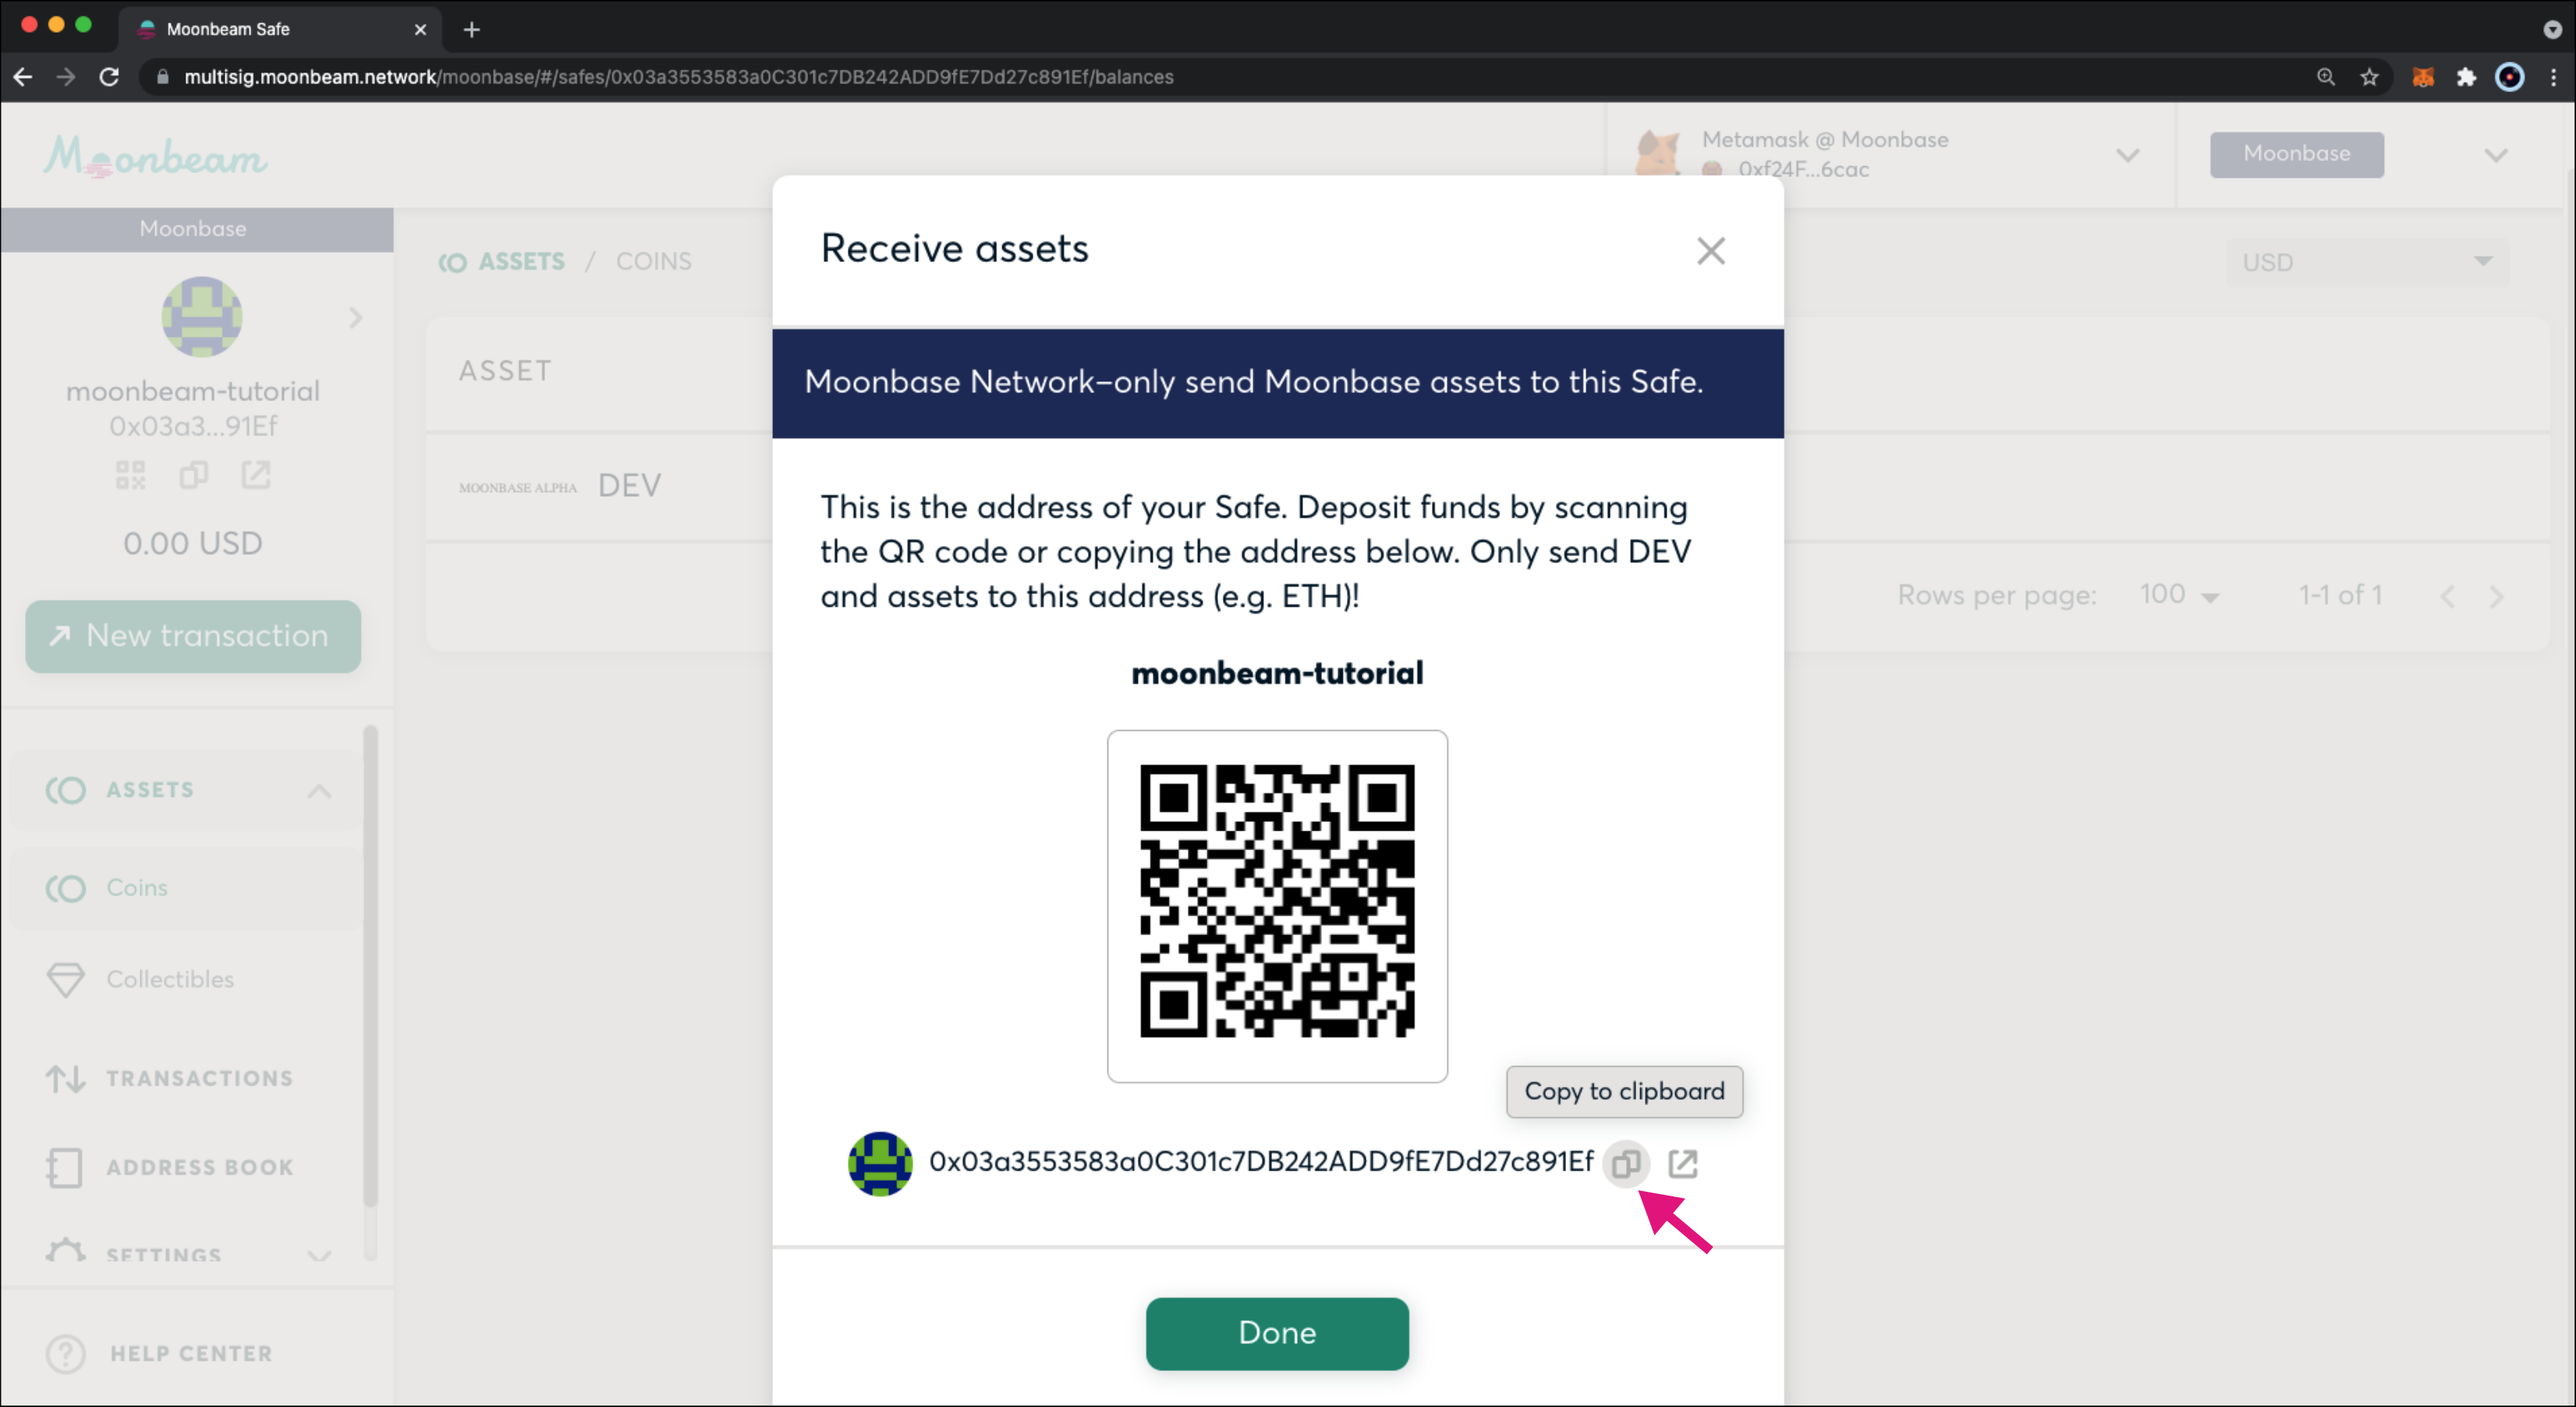 Moonbeam Safe
multisig.moonbeam.network/moonbase/#/safes/0x03a3553583a0C301c7DB242ADD9fE7Dd27c891Ef/balances
Moonbeam
Metamask @ Moonbase
0xf24F...6cac
Moonbase
Moonbase
moonbeam-tutorial
0x03a3...91Ef
0.00 USD
New transaction
ASSETS
Coins
Collectibles
TRANSACTIONS
ADDRESS BOOK
SETTINGS
HELP CENTER
ASSETS / COINS
USD
ASSET
MOONBASE ALPHA DEV
Rows per page: 100 1-1 of 1
Receive assets
Moonbase Network–only send Moonbase assets to this Safe.
This is the address of your Safe. Deposit funds by scanning
the QR code or copying the address below. Only send DEV
and assets to this address (e.g. ETH)!
moonbeam-tutorial
Copy to clipboard
0x03a3553583a0C301c7DB242ADD9fE7Dd27c891Ef
Done